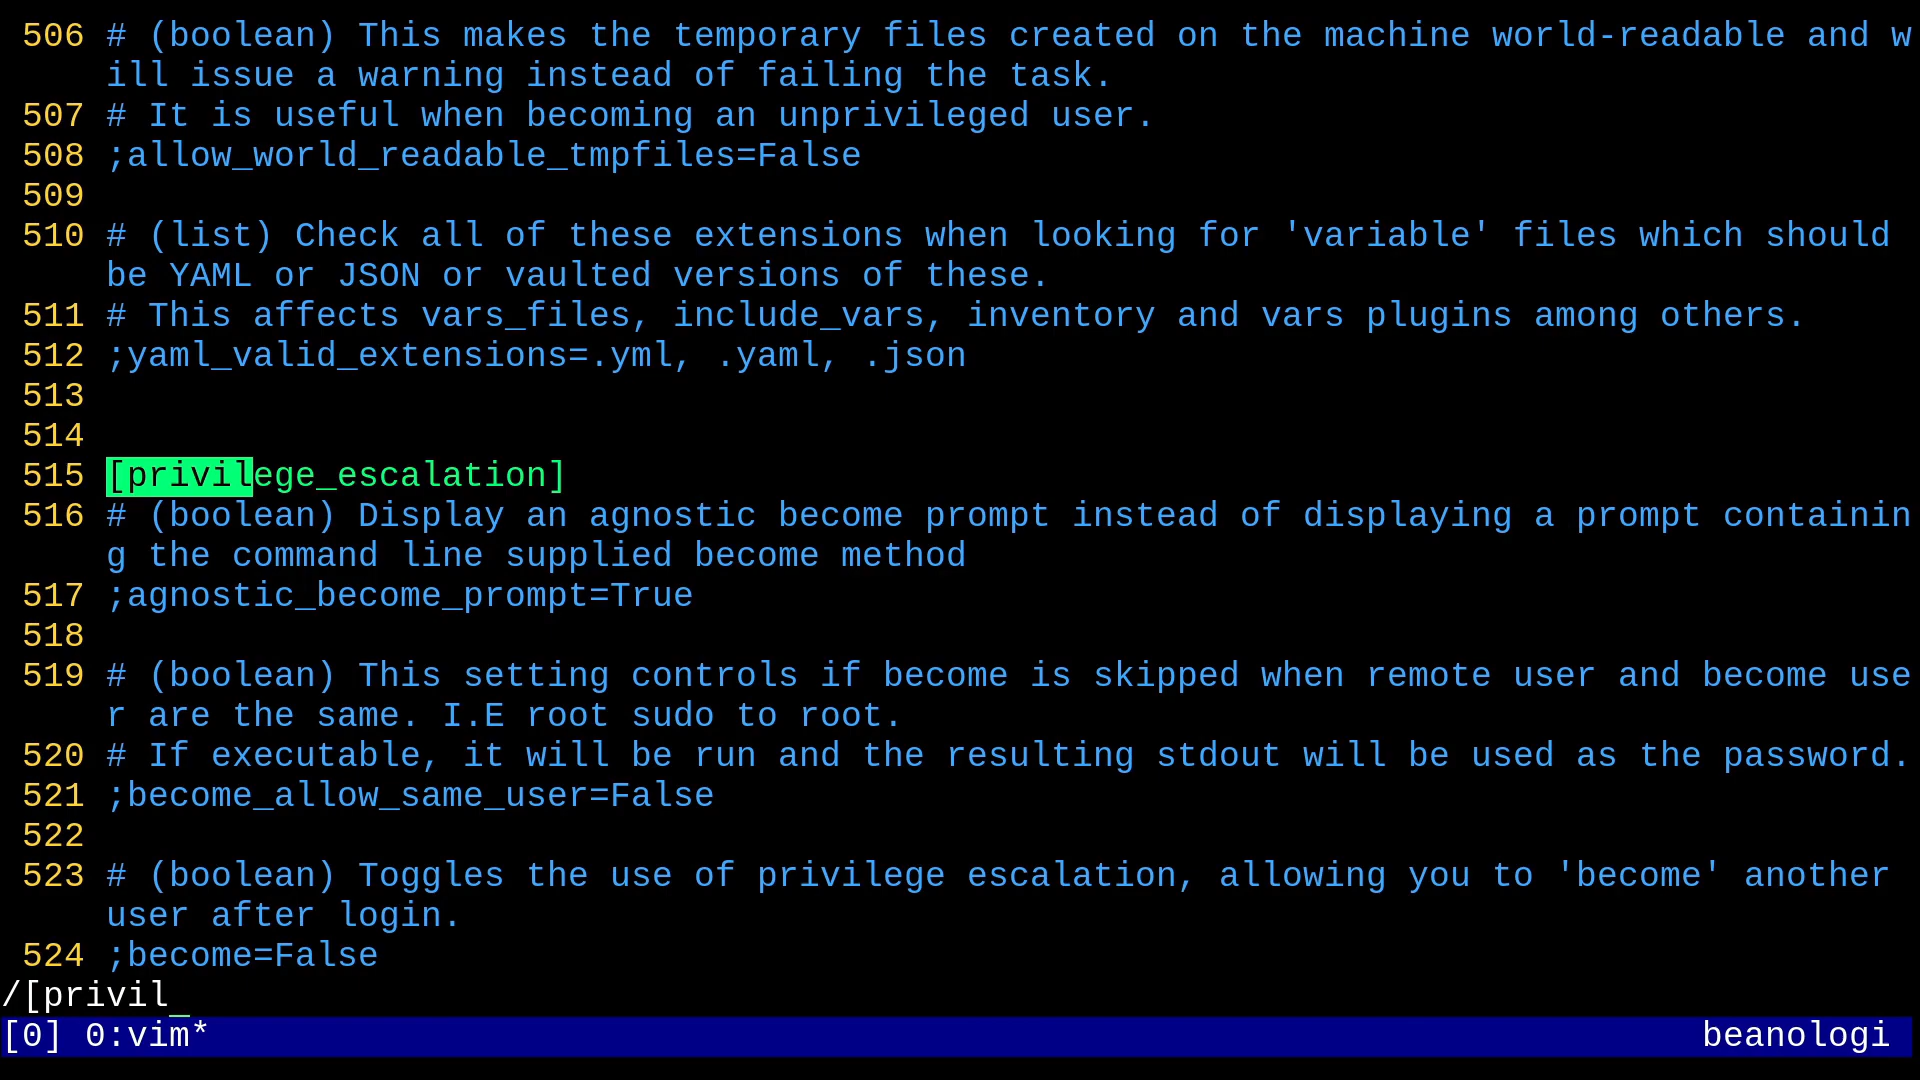 506 # (boolean) This makes the temporary files created on the machine world-readable and w
ill issue a warning instead of failing the task.
507 # It is useful when becoming an unprivileged user.
508 ;allow_world_readable_tmpfiles=False
509
510 # (list) Check all of these extensions when looking for 'variable' files which should
be YAML or JSON or vaulted versions of these.
511 # This affects vars_files, include_vars, inventory and vars plugins among others.
512 ;yaml_valid_extensions=.yml, .yaml, .json
513
514
515 [privilege_escalation]
516 # (boolean) Display an agnostic become prompt instead of displaying a prompt containin
g the command line supplied become method
517 ;agnostic_become_prompt=True
518
519 # (boolean) This setting controls if become is skipped when remote user and become use
r are the same. I.E root sudo to root.
520 # If executable, it will be run and the resulting stdout will be used as the password.
521 ;become_allow_same_user=False
522
523 # (boolean) Toggles the use of privilege escalation, allowing you to 'become' another
user after login.
524 ;become=False
/[privil
[0] 0:vim* beanologi